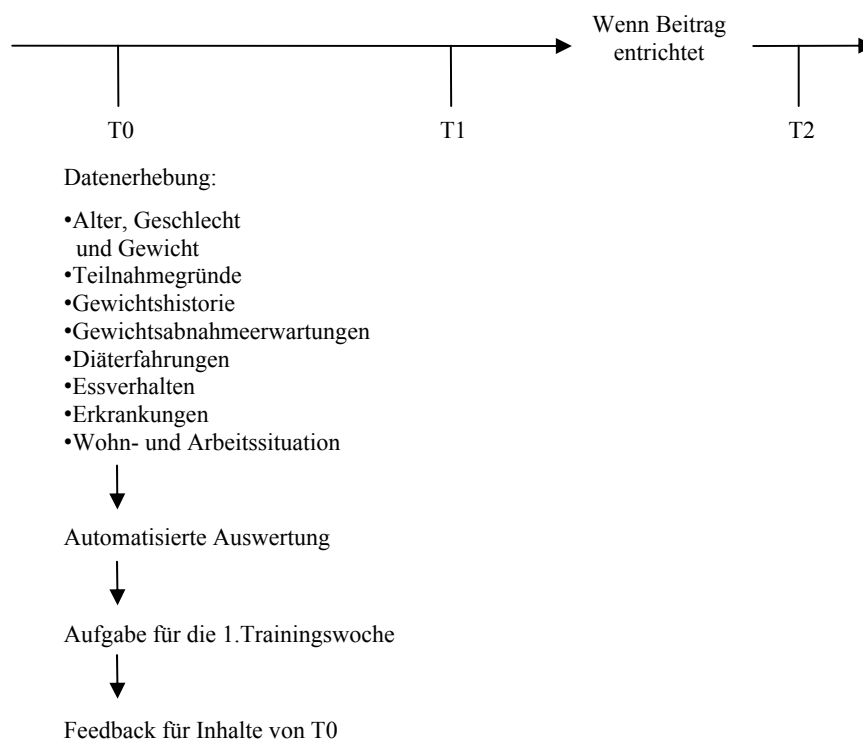 Wenn Beitrag
entrichtet
T0
T1
T2
Datenerhebung:
•Alter, Geschlecht
und Gewicht
•Teilnahmegründe
•Gewichtshistorie
•Gewichtsabnahmeerwartungen
•Diäterfahrungen
•Essverhalten
•Erkrankungen
•Wohn- und Arbeitssituation
Automatisierte Auswertung
Aufgabe für die 1.Trainingswoche
Feedback für Inhalte von T0